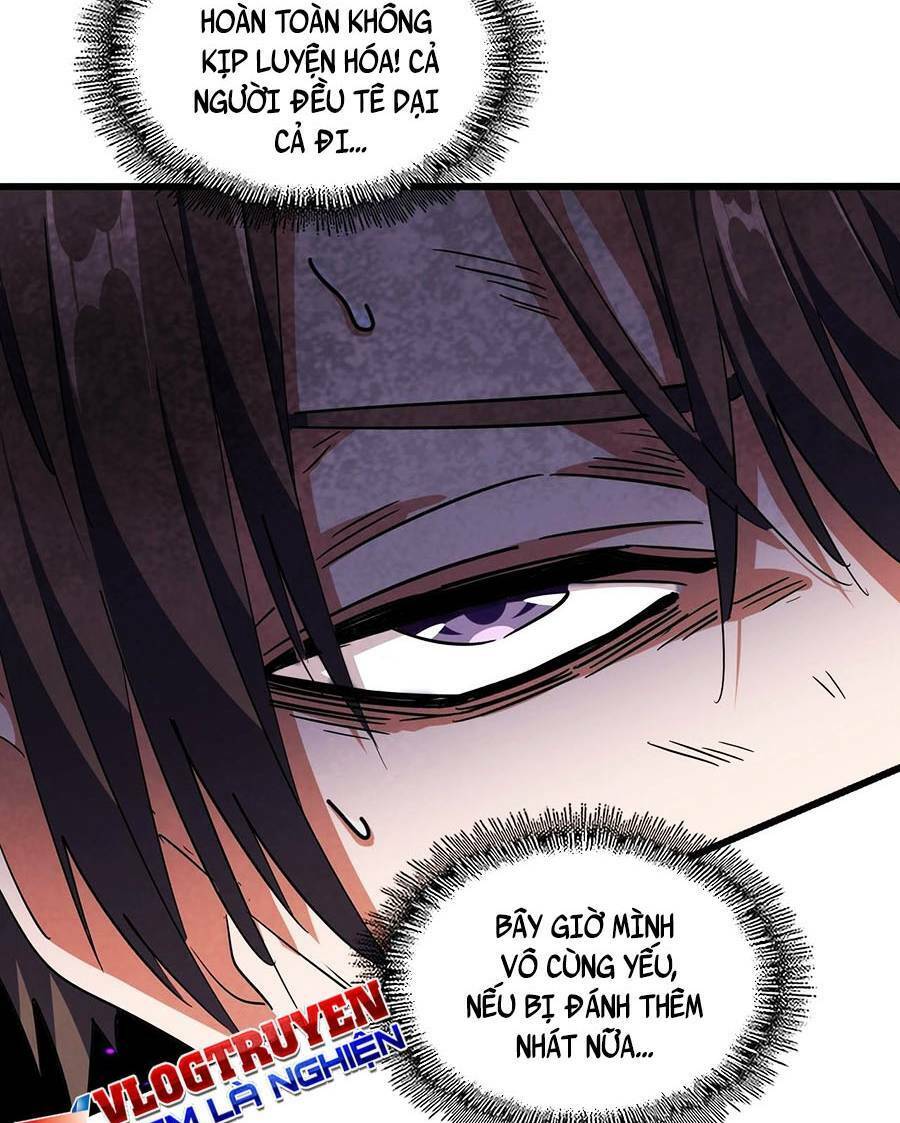 HOÀN TOÀN KHÔNG
KỊP LUYỆN HÓA! CẢ
NGƯỜI ĐỀU TÊ DẠI
CẢ ĐI...
BÂY GIỜ MÌNH
VÔ CÙNG YẾU,
NẾU BỊ ĐÁNH THÊM
NHÁT NỮA...
VLOGTRUYEN
XEM LÀ NGHIỆN